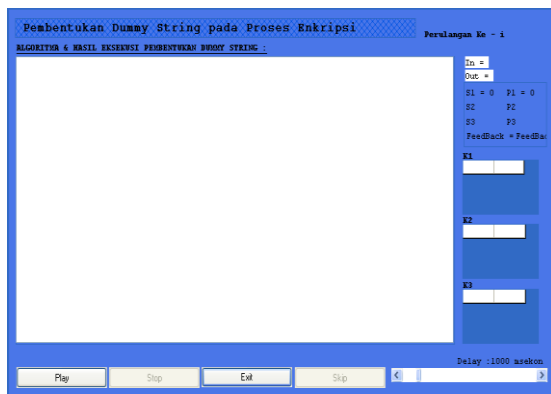 Pembentukan Dummy String pada Proses Enkripsi
Perulangan Ke - i
ALGORITMA & HASIL EKSEKUSI PEMBENTUKAN DUMMY STRING :
In =
Out =
S1 = 0 P1 = 0
S2 P2
S3 P3
FeedBack = FeedBac
K1
K2
K3
Delay :1000 msekon
Play Stop Exit Skip